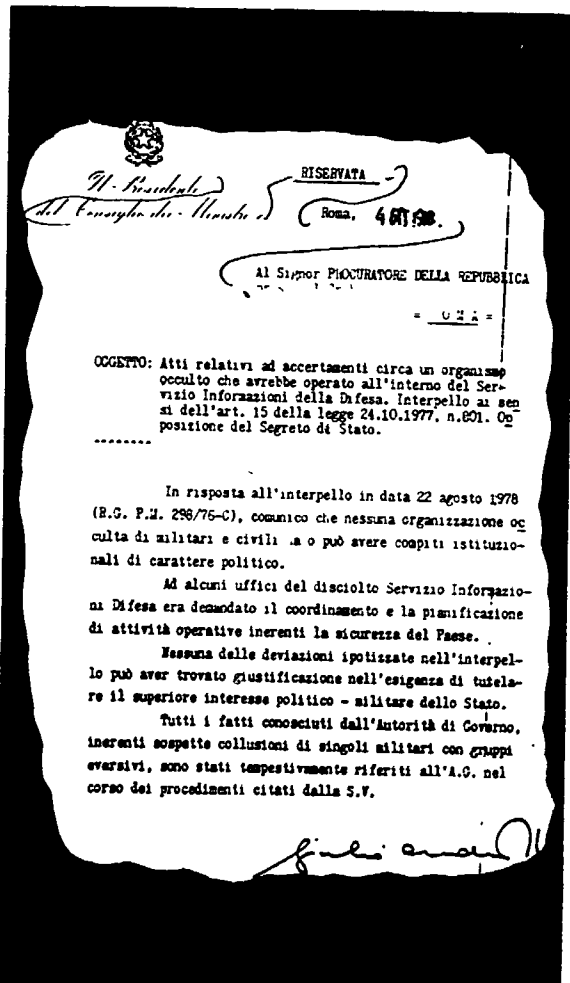 Il Presidente
del Consiglio dei Ministri
RISERVATA
Roma,
Al Signor PROCURATORE DELLA REPUBBLICA
OGGETTO: Atti relativi ad accertamenti circa un organismo
occulto che avrebbe operato all'interno del Ser-
vizio Informazioni della Difesa. Interpello ai sen
si dell'art. 15 della legge 24.10.1977, n.801. Op
posizione del Segreto di Stato.
--------
In risposta all'interpello in data 22 agosto 1978
(R.G. P.M. 298/76-C), comunico che nessuna organizzazione oc
culta di militari e civili o può avere compiti istituzio-
nali di carattere politico.
Ad alcuni uffici del disciolto Servizio Informazio-
ni Difesa era demandato il coordinamento e la pianificazione
di attività operative inerenti la sicurezza del Paese.
Nessuna delle deviazioni ipotizzate nell'interpel-
lo può aver trovato giustificazione nell'esigenza di tutela-
re il superiore interesse politico - militare dello Stato.
Tutti i fatti conosciuti dall'Autorità di Governo,
inerenti sospette collusioni di singoli militari con gruppi
eversivi, sono stati tempestivamente riferiti all'A.G. nel
corso dei procedimenti citati dalla S.V.